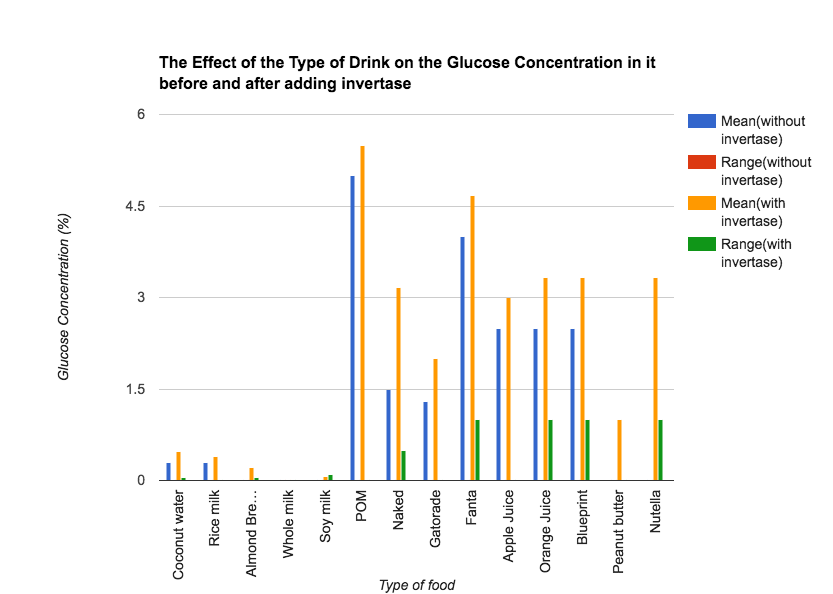 The Effect of the Type of Drink on the Glucose Concentration in it
before and after adding invertase
6
4.5
3
1.5
0
Glucose Concentration (%)
Mean(without
invertase)
Range(without
invertase)
Mean(with
invertase)
Range(with
invertase)
Coconut water
Rice milk
Almond Bre…
Whole milk
Soy milk
POM
Naked
Gatorade
Fanta
Apple Juice
Orange Juice
Blueprint
Peanut butter
Nutella
Type of food